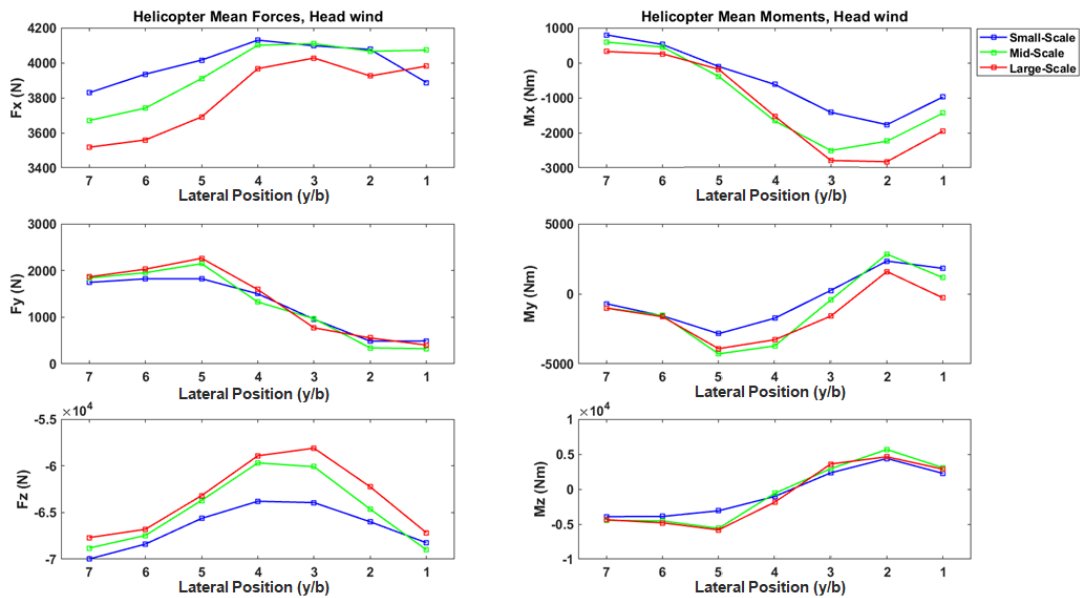 Helicopter Mean Forces, Head wind
4200
4000
3800
3600
3400
Fx (N)
7 6 5 4 3 2 1
Lateral Position (y/b)
3000
2000
1000
0
Fy (N)
7 6 5 4 3 2 1
Lateral Position (y/b)
×10^4
-5.5
-6
-6.5
-7
Fz (N)
7 6 5 4 3 2 1
Lateral Position (y/b)
Helicopter Mean Moments, Head wind
1000
0
-1000
-2000
-3000
Mx (Nm)
7 6 5 4 3 2 1
Lateral Position (y/b)
5000
0
-5000
My (Nm)
7 6 5 4 3 2 1
Lateral Position (y/b)
×10^4
1
0.5
0
-0.5
-1
Mz (Nm)
7 6 5 4 3 2 1
Lateral Position (y/b)
Small-Scale
Mid-Scale
Large-Scale